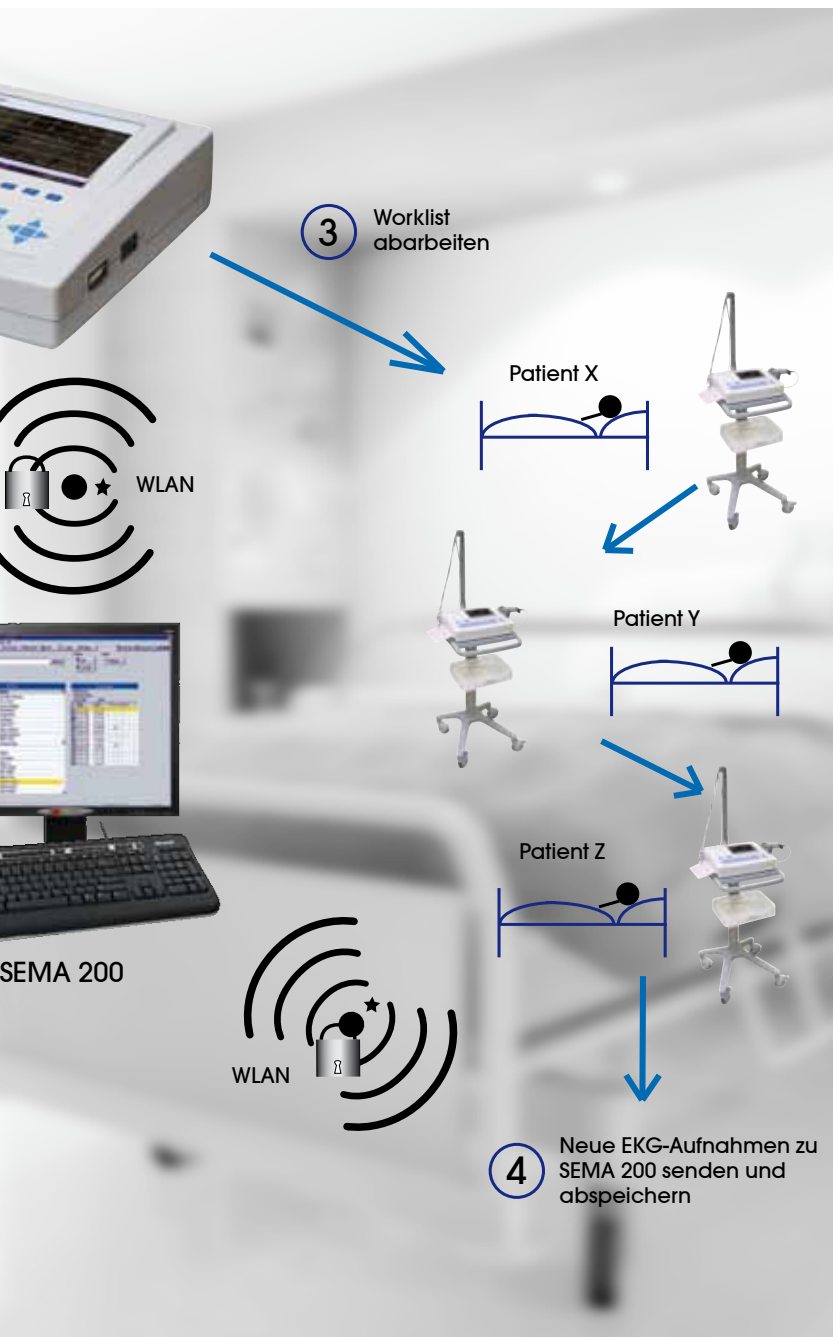 3
Worklist
abarbeiten
Patient X
WLAN
Patient Y
Patient Z
SEMA 200
WLAN
4
Neue EKG-Aufnahmen zu
SEMA 200 senden und
abspeichern